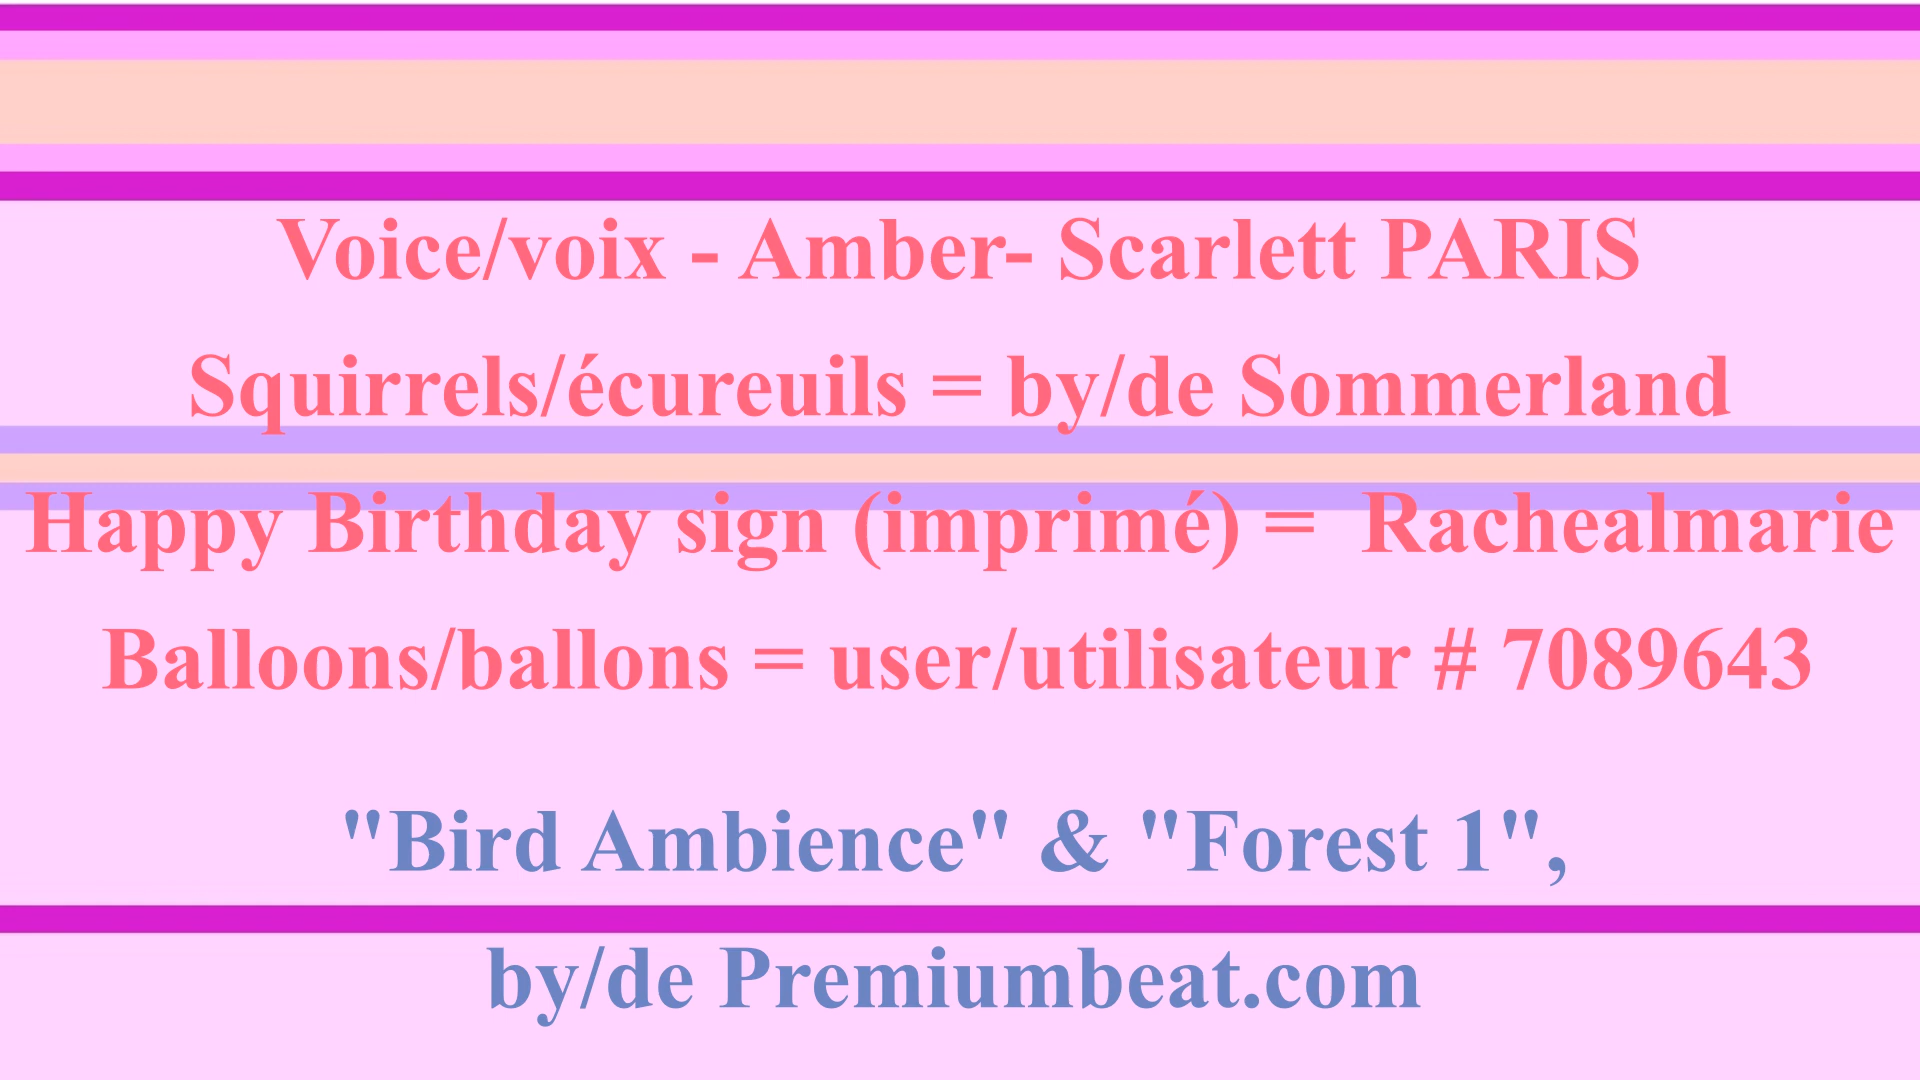 Voice/voix - Amber- Scarlett PARIS
Squirrels/écureuils = by/de Sommerland
Happy Birthday sign (imprimé) =  Rachealmarie
Balloons/ballons = user/utilisateur # 7089643
"Bird Ambience" & "Forest 1",
by/de Premiumbeat.com